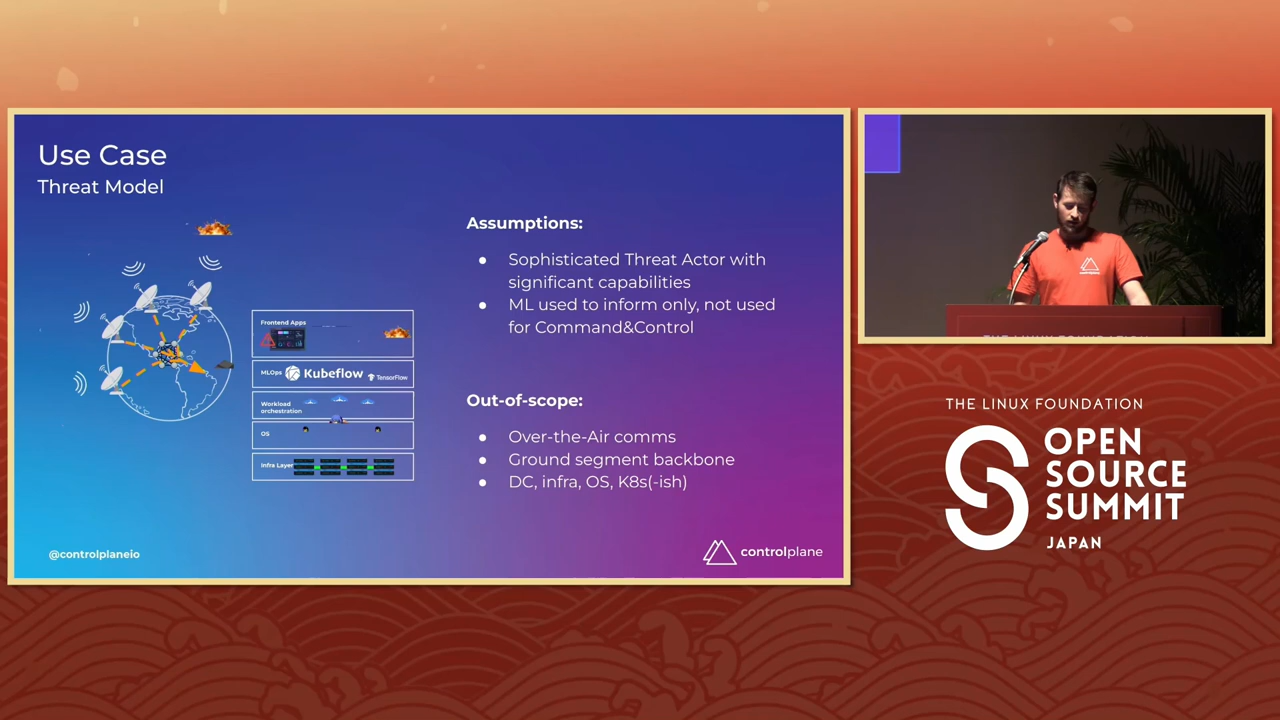 Use Case
Threat Model
Assumptions:
● Sophisticated Threat Actor with
significant capabilities
● ML used to inform only, not used
for Command&Control
Out-of-scope:
● Over-the-Air comms
● Ground segment backbone
● DC, infra, OS, K8s(-ish)
Frontend Apps
MLOps Kubeflow TensorFlow
Workload
orchestration
OS
Infra Layer
@controlplaneio
controlplane
controlplane
THE LINUX FOUNDATION
OPEN
SOURCE
SUMMIT
JAPAN